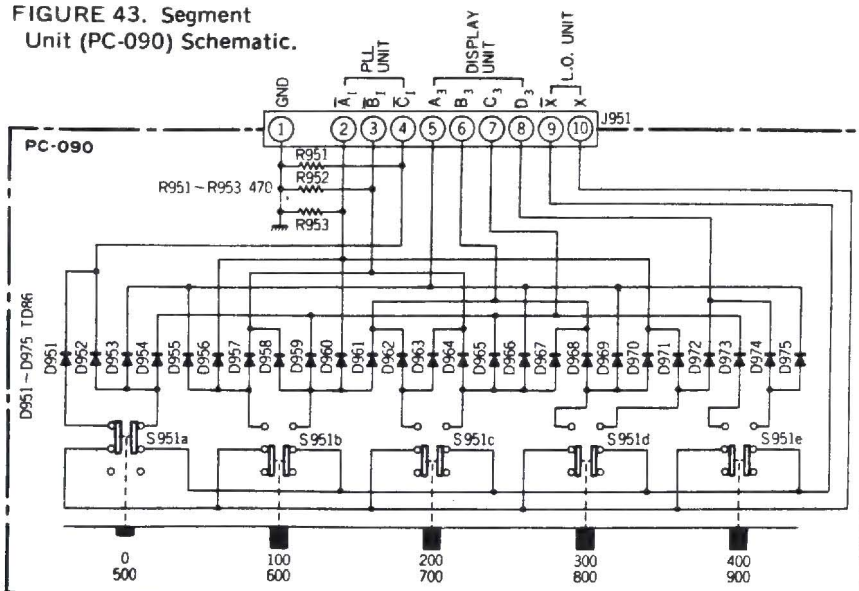 FIGURE 43. Segment
Unit (PC-090) Schematic.
GND
PLL UNIT
DISPLAY UNIT
L.O. UNIT
A̅₁
B̅₁
C̅₁
A₃
B₃
C₃
D₃
X̅
X
1 2 3 4 5 6 7 8 9 10
J951
PC-090
R951
R952
R951~R953 470
R953
D951~D975 TD86
D951
D952
D953
D954
D955
D956
D957
D958
D959
D960
D961
D962
D963
D964
D965
D966
D967
D968
D969
D970
D971
D972
D973
D974
D975
S951a
S951b
S951c
S951d
S951e
0
500
100
600
200
700
300
800
400
900